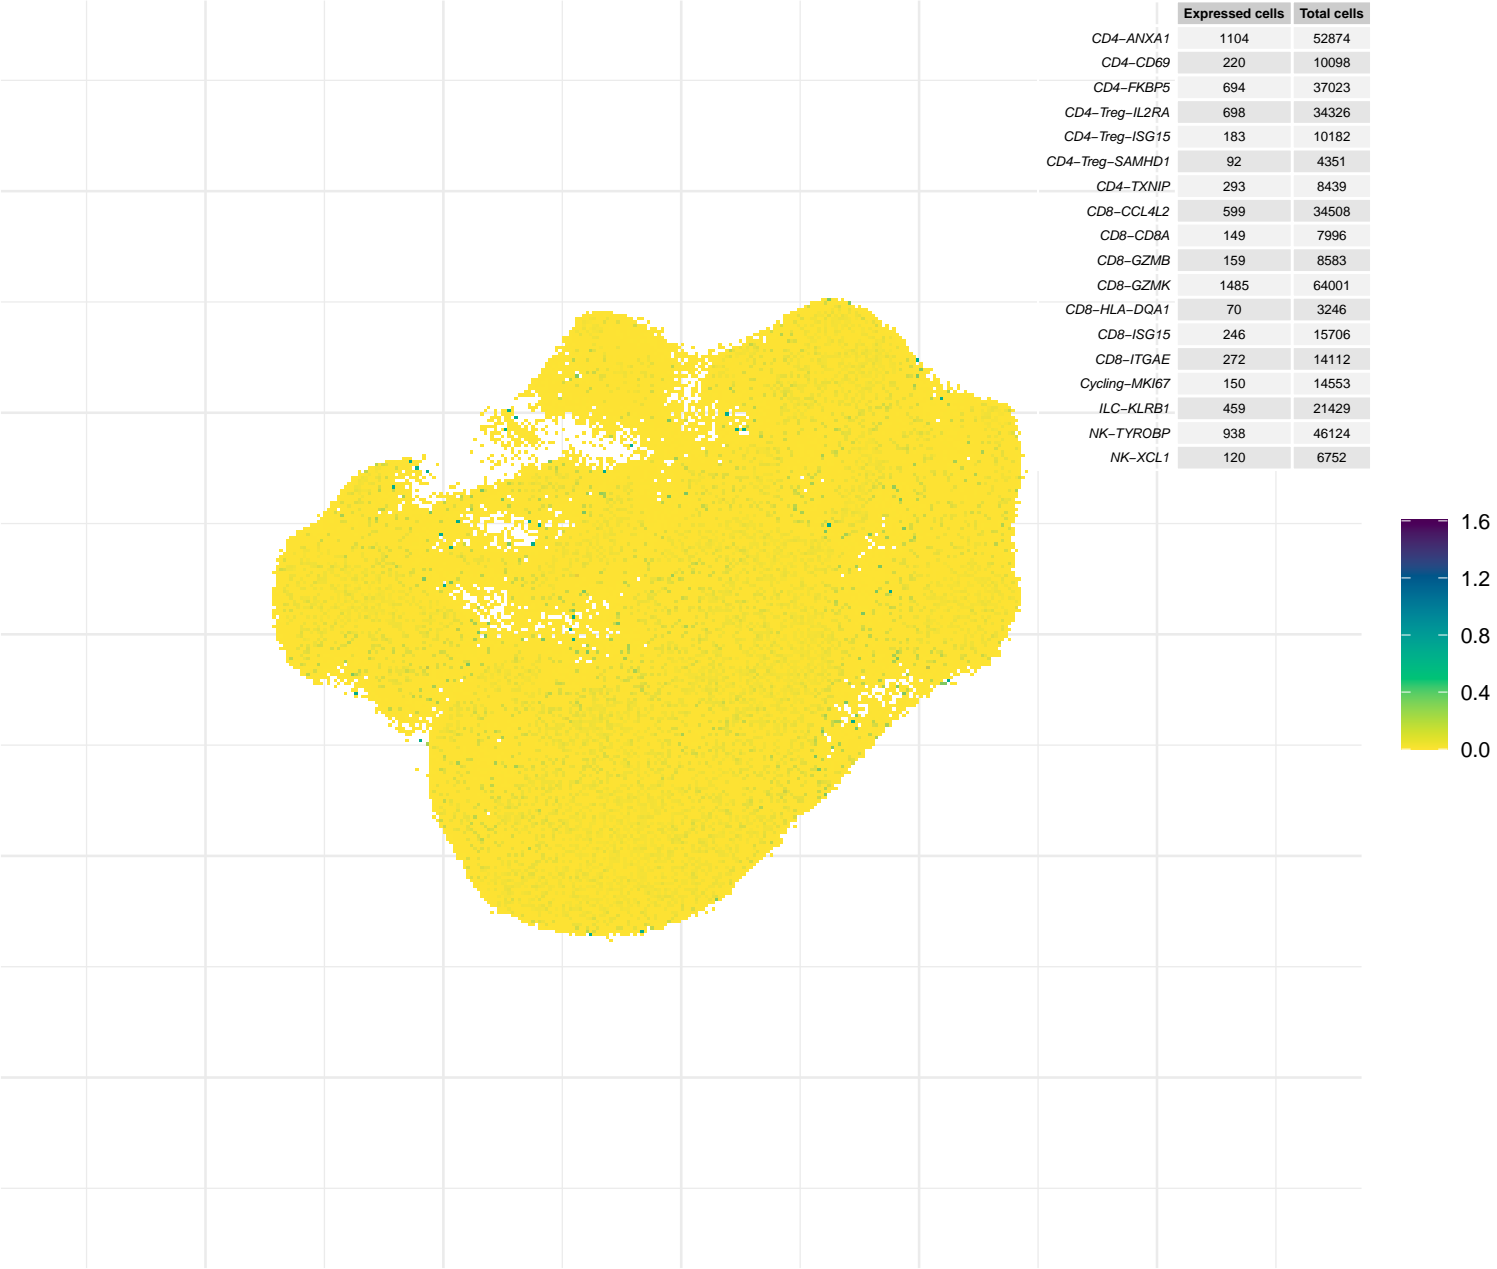 Expressed cells Total cells
CD4−ANXA1 1104 52874
CD4−CD69 220 10098
CD4−FKBP5 694 37023
CD4−Treg−IL2RA 698 34326
CD4−Treg−ISG15 183 10182
CD4−Treg−SAMHD1 92 4351
CD4−TXNIP 293 8439
CD8−CCL4L2 599 34508
CD8−CD8A 149 7996
CD8−GZMB 159 8583
CD8−GZMK 1485 64001
CD8−HLA−DQA1 70 3246
CD8−ISG15 246 15706
CD8−ITGAE 272 14112
Cycling−MKI67 150 14553
ILC−KLRB1 459 21429
NK−TYROBP 938 46124
NK−XCL1 120 6752
1.6
1.2
0.8
0.4
0.0